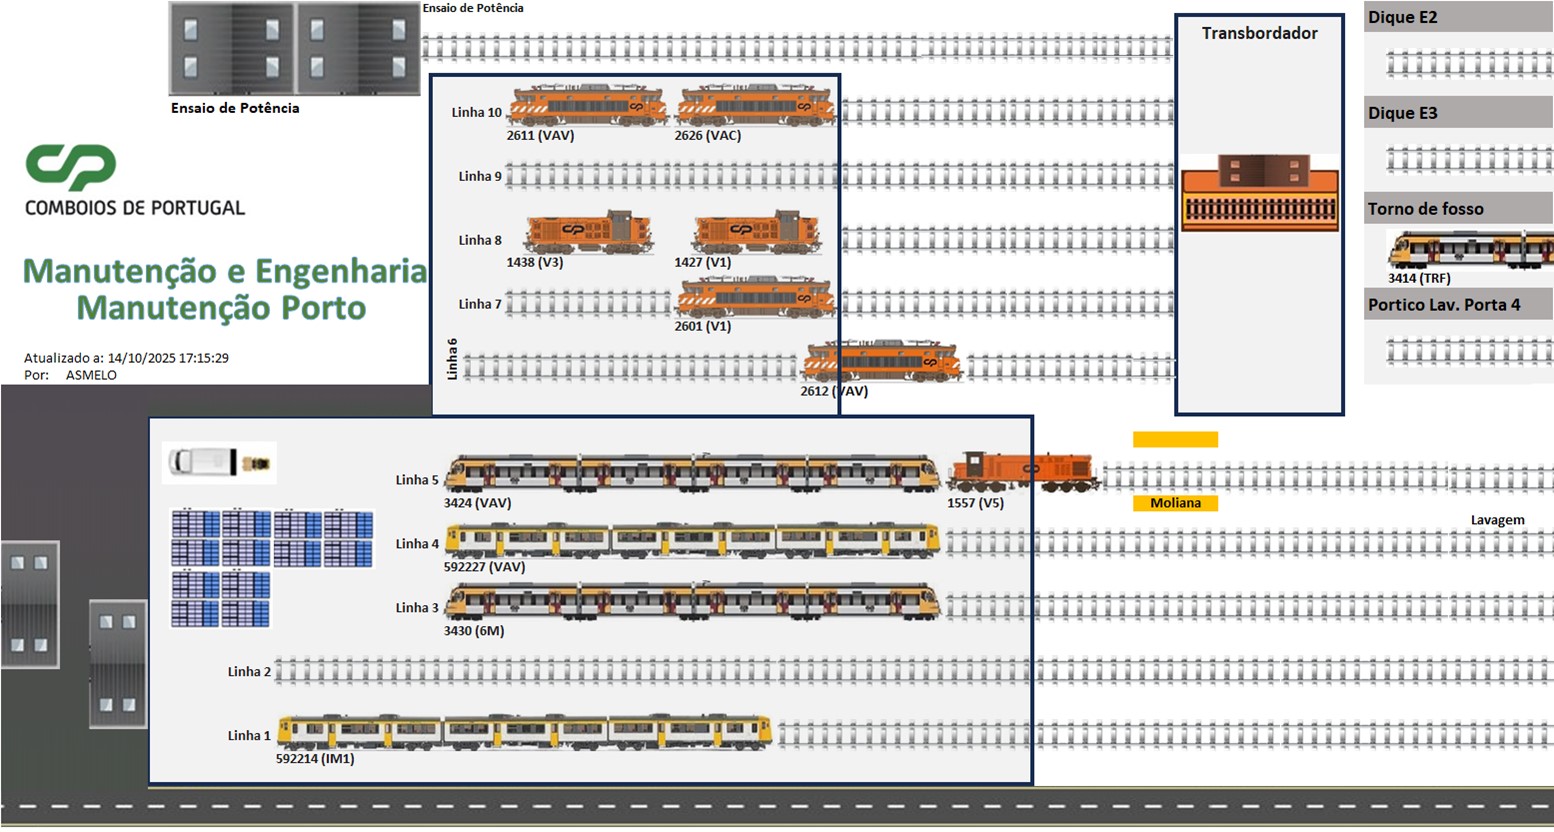 Ensaio de Potência
Ensaio de Potência
Transbordador
Dique E2
Dique E3
Torno de fosso
3414 (TRF)
Portico Lav. Porta 4
CP
COMBOIOS DE PORTUGAL
Manutenção e Engenharia
Manutenção Porto
Atualizado a: 14/10/2025 17:15:29
Por: ASMELO
Linha 10
2611 (VAV) 2626 (VAC)
Linha 9
Linha 8
1438 (V3) 1427 (V1)
Linha 7
2601 (V1)
Linha 6
2612 (VAV)
Linha 5
3424 (VAV) 1557 (V5)
Moliana
Lavagem
Linha 4
592227 (VAV)
Linha 3
3430 (6M)
Linha 2
Linha 1
592214 (IM1)